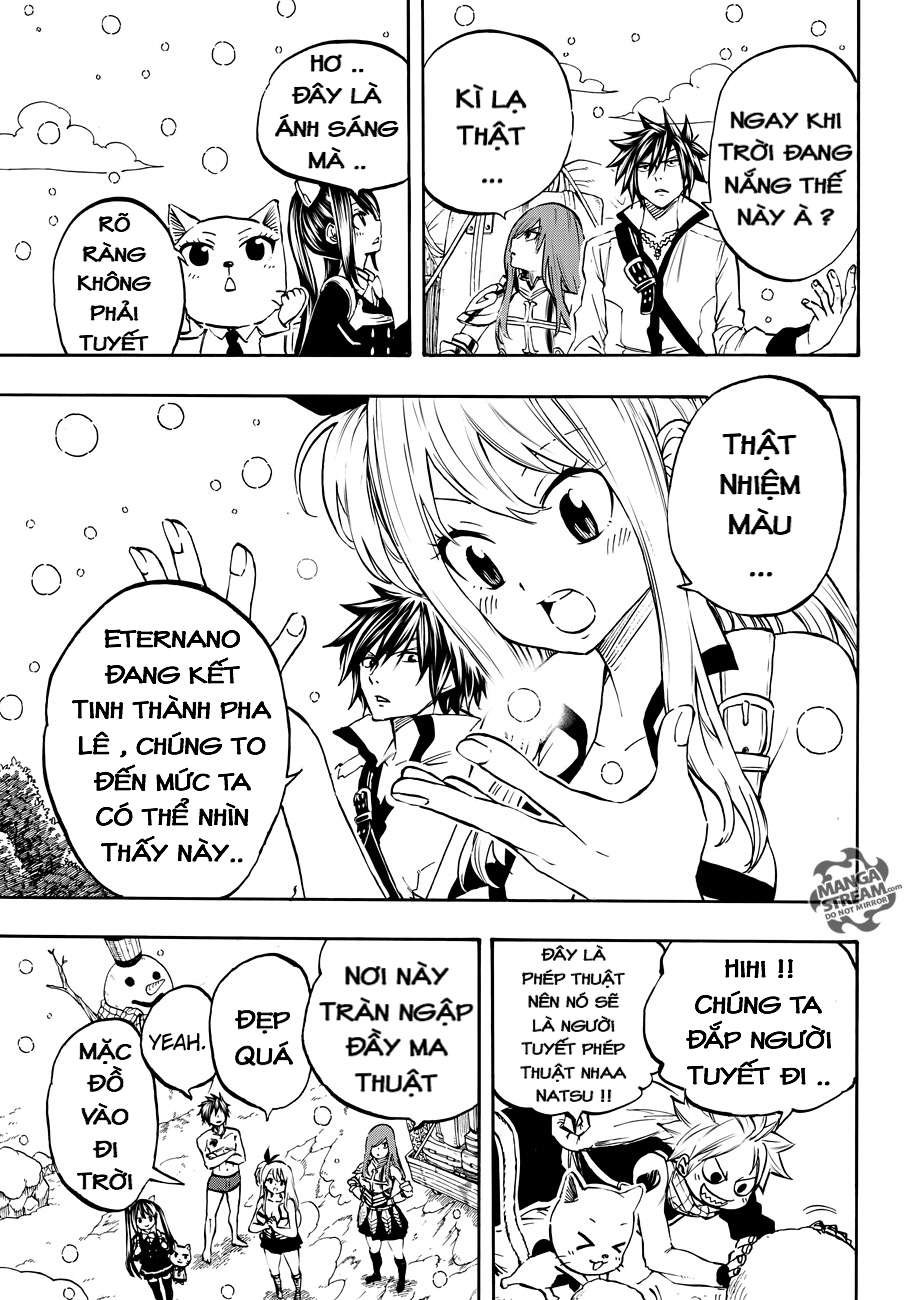 NGAY KHI
TRỜI ĐANG
NẮNG THẾ
NÀY À ?
KÌ LẠ
THẬT
...
HƠ ..
ĐÂY LÀ
ÁNH SÁNG
MÀ ..
RÕ
RÀNG
KHÔNG
PHẢI
TUYẾT
THẬT
NHIỆM
MÀU
...
ETERNANO
ĐANG KẾT
TINH THÀNH PHA
LÊ , CHÚNG TO
ĐẾN MỨC TA
CÓ THỂ NHÌN
THẤY NÀY..
MANGA
STREAM.com
DO NOT MIRROR
HIHI !!
CHÚNG TA
ĐẮP NGƯỜI
TUYẾT ĐI ..
ĐÂY LÀ
PHÉP THUẬT
NÊN NÓ SẼ
LÀ NGƯỜI
TUYẾT PHÉP
THUẬT NHAA
NATSU !!
NƠI NÀY
TRÀN NGẬP
ĐẦY MA
THUẬT
ĐẸP
QUÁ
YEAH.
MẶC
ĐỒ
VÀO
ĐI
TRỜI